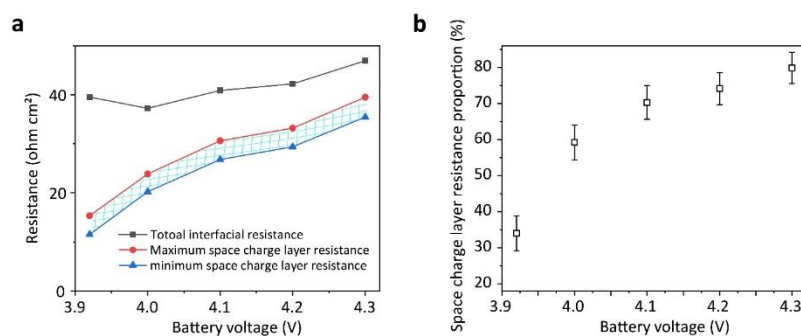 a
Resistance (ohm cm²)
40
20
0
Totoal interfacial resistance
Maximum space charge layer resistance
minimum space charge layer resistance
3.9 4.0 4.1 4.2 4.3
Battery voltage (V)
b
Space charge layer resistance proportion (%)
80
70
60
50
40
30
20
3.9 4.0 4.1 4.2 4.3
Battery voltage (V)